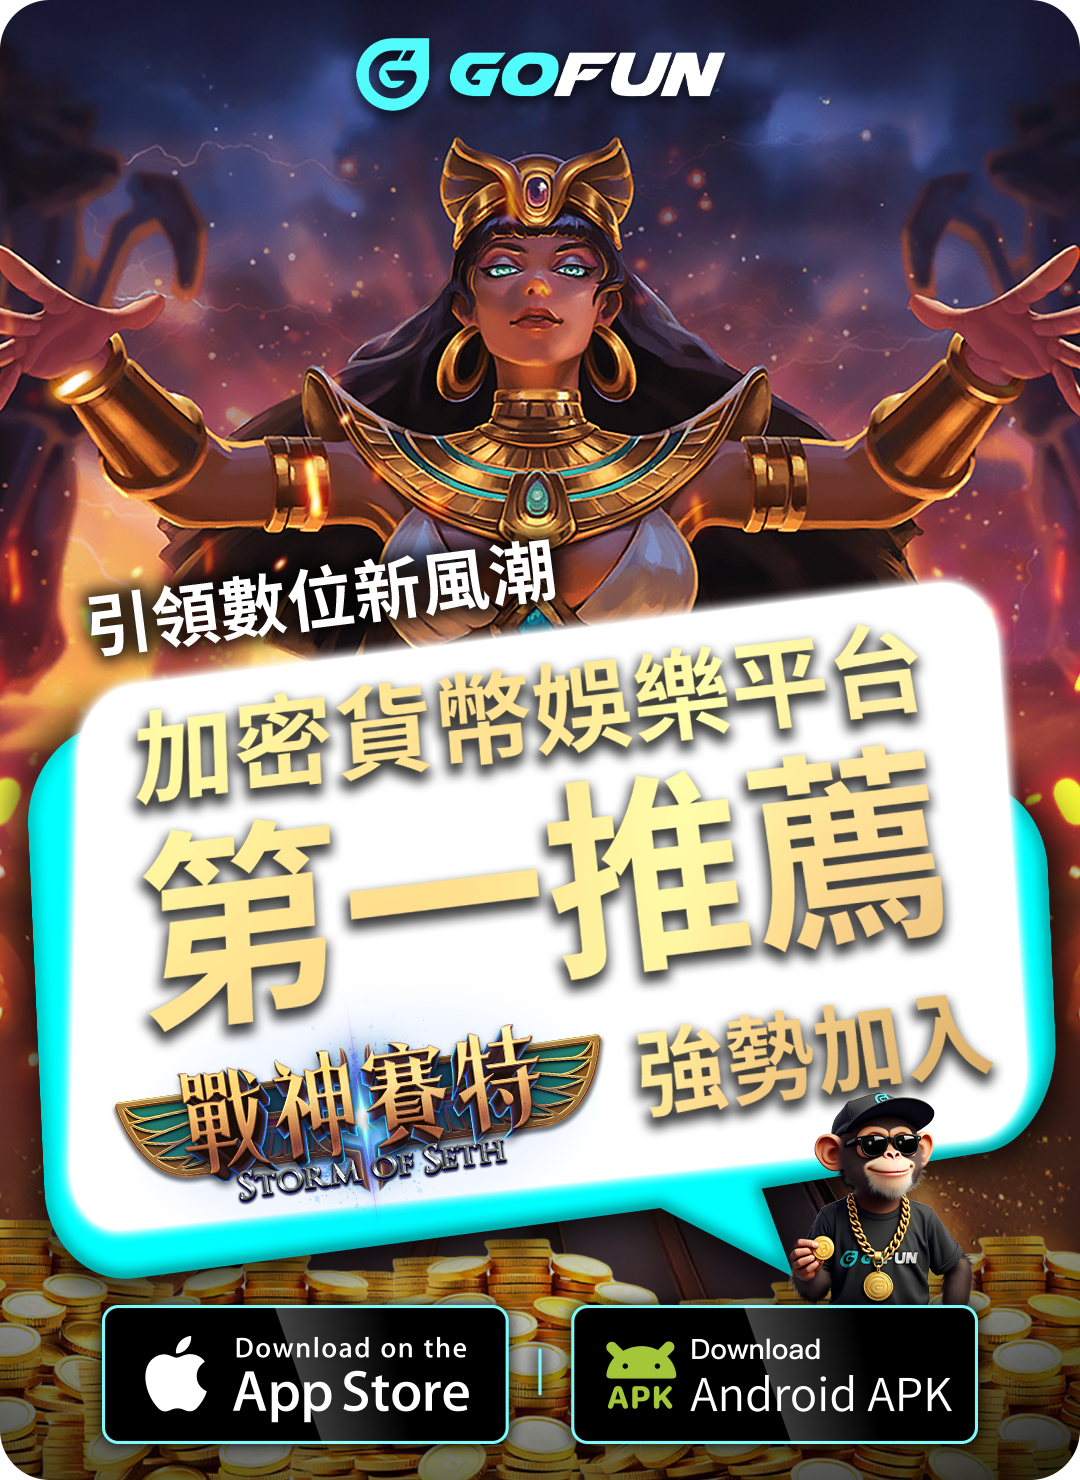 GOFUN
引領數位新風潮
加密貨幣娛樂平台
第一推薦
戰神賽特
STORM OF SETH
強勢加入
GOFUN
Download on the
App Store
APK
Download
Android APK